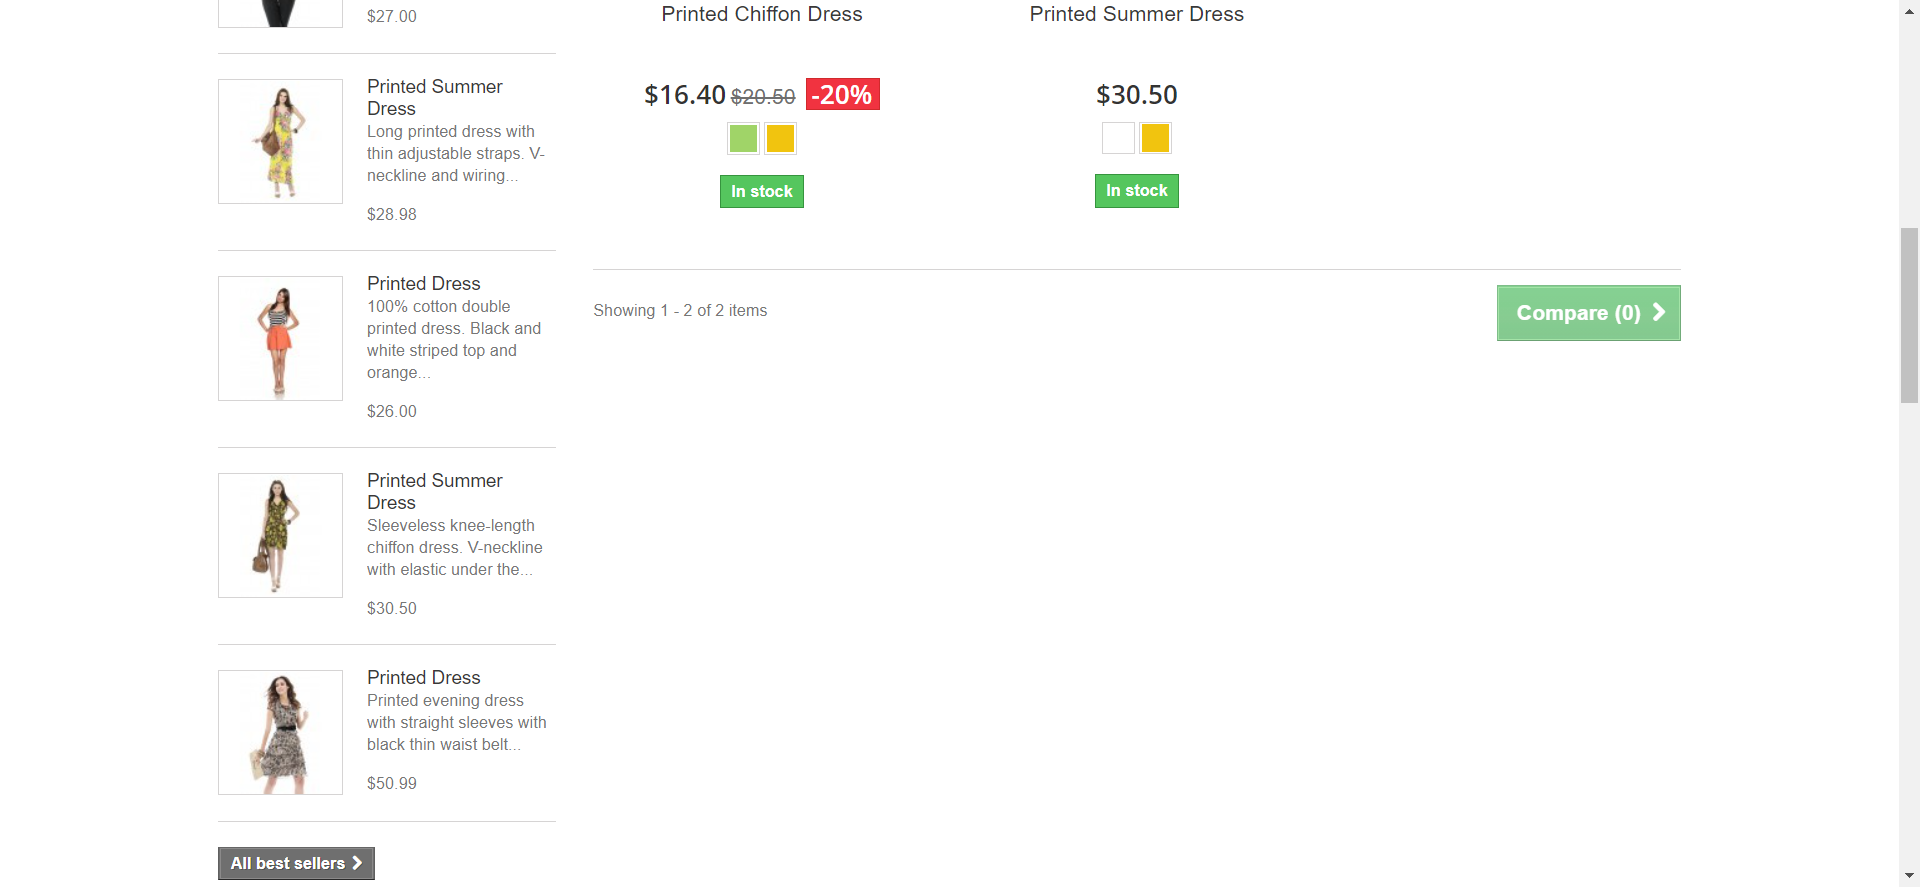 $27.00
Printed Summer
Dress
Long printed dress with
thin adjustable straps. V-
neckline and wiring...
$28.98
Printed Dress
100% cotton double
printed dress. Black and
white striped top and
orange...
$26.00
Printed Summer
Dress
Sleeveless knee-length
chiffon dress. V-neckline
with elastic under the...
$30.50
Printed Dress
Printed evening dress
with straight sleeves with
black thin waist belt...
$50.99
All best sellers
Printed Chiffon Dress
$16.40 $20.50 -20%
In stock
Printed Summer Dress
$30.50
In stock
Showing 1 - 2 of 2 items
Compare (0)